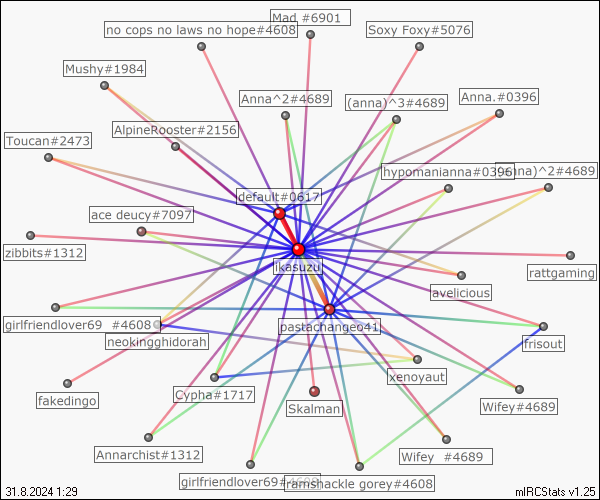 Mad #6901
no cops no laws no hope#4608
Soxy Foxy#5076
Mushy#1984
Anna^2#4689
(anna)^3#4689
Anna.#0396
AlpineRooster#2156
Toucan#2473
hypomanianna#0396
nna)^2#4689
default#0617
ace deucy#7097
zibbits#1312
ikasuzu
rattgaming
avelicious
girlfriendlover69 #4608
pastachangeo41
neokingghidorah
frisout
xenoyaut
fakedingo
Cypha#1717
Skalman
Wifey#4689
Annarchist#1312
Wifey #4689
girlfriendlover69#4689
ramshackle gorey#4608
31.8.2024 1:29
mIRCStats v1.25